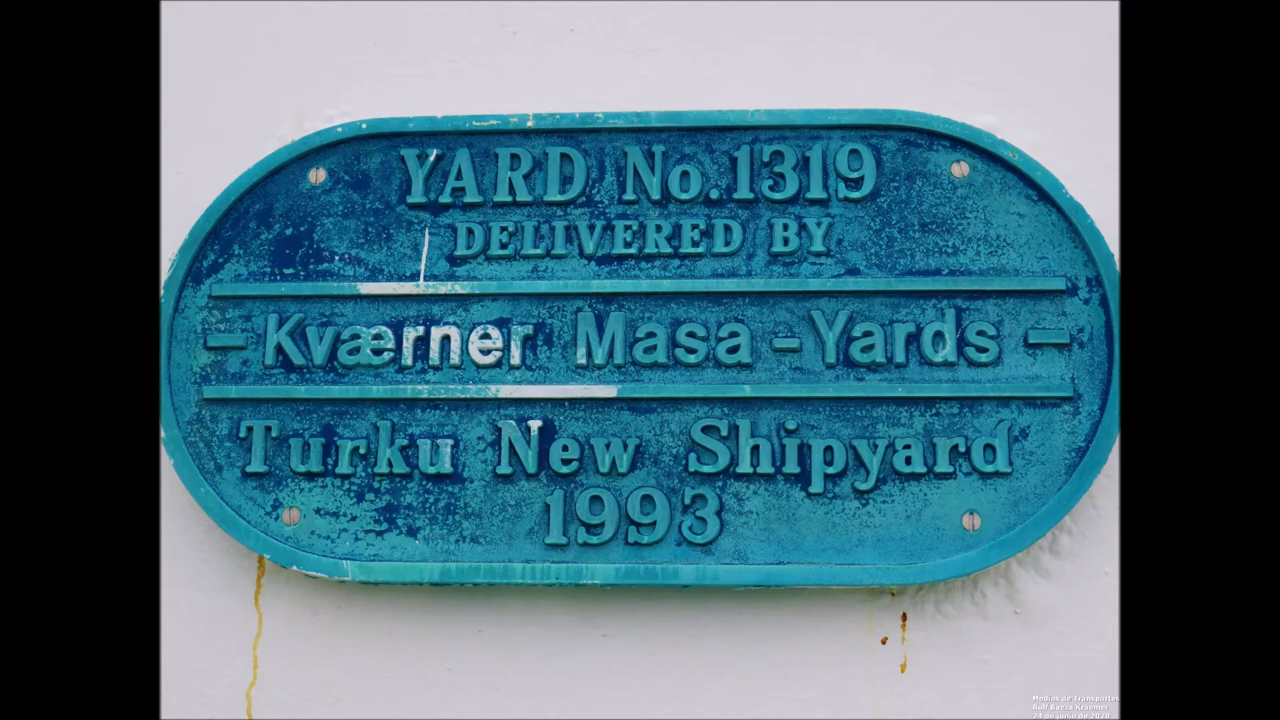 YARD No. 1319
DELIVERED BY
- Kværner Masa-Yards -
Turku New Shipyard
1993
Medios de Transportes
Rolf Baeza Kraemer
24 de junio de 2020